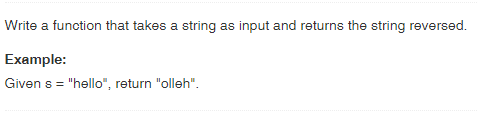 Write a function that takes a string as input and returns the string reversed.
Example:
Given s = "hello", return "olleh".